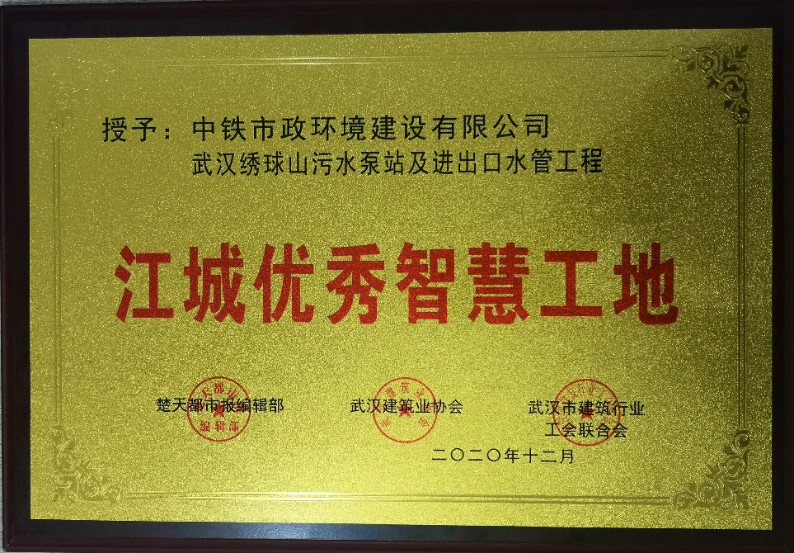 授予：中铁市政环境建设有限公司
武汉绣球山污水泵站及进出口水管工程
江城优秀智慧工地
楚天都市报编辑部
武汉建筑业协会
武汉市建筑行业
工会联合会
二〇二〇年十二月